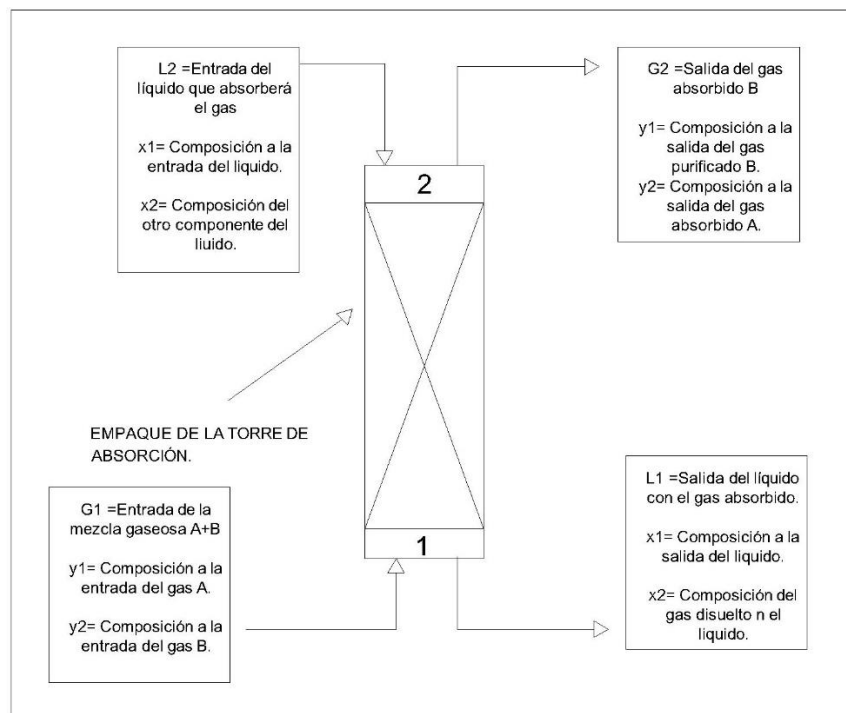 L2 =Entrada del
líquido que absorberá
el gas
x1= Composición a la
entrada del liquido.
x2= Composición del
otro componente del
liuido.
G2 =Salida del gas
absorbido B
y1= Composición a la
salida del gas
purificado B.
y2= Composición a la
salida del gas
absorbido A.
2
EMPAQUE DE LA TORRE DE
ABSORCIÓN.
G1 =Entrada de la
mezcla gaseosa A+B
y1= Composición a la
entrada del gas A.
y2= Composición a la
entrada del gas B.
1
L1 =Salida del líquido
con el gas absorbido.
x1= Composición a la
salida del liquido.
x2= Composición del
gas disuelto n el
liquido.